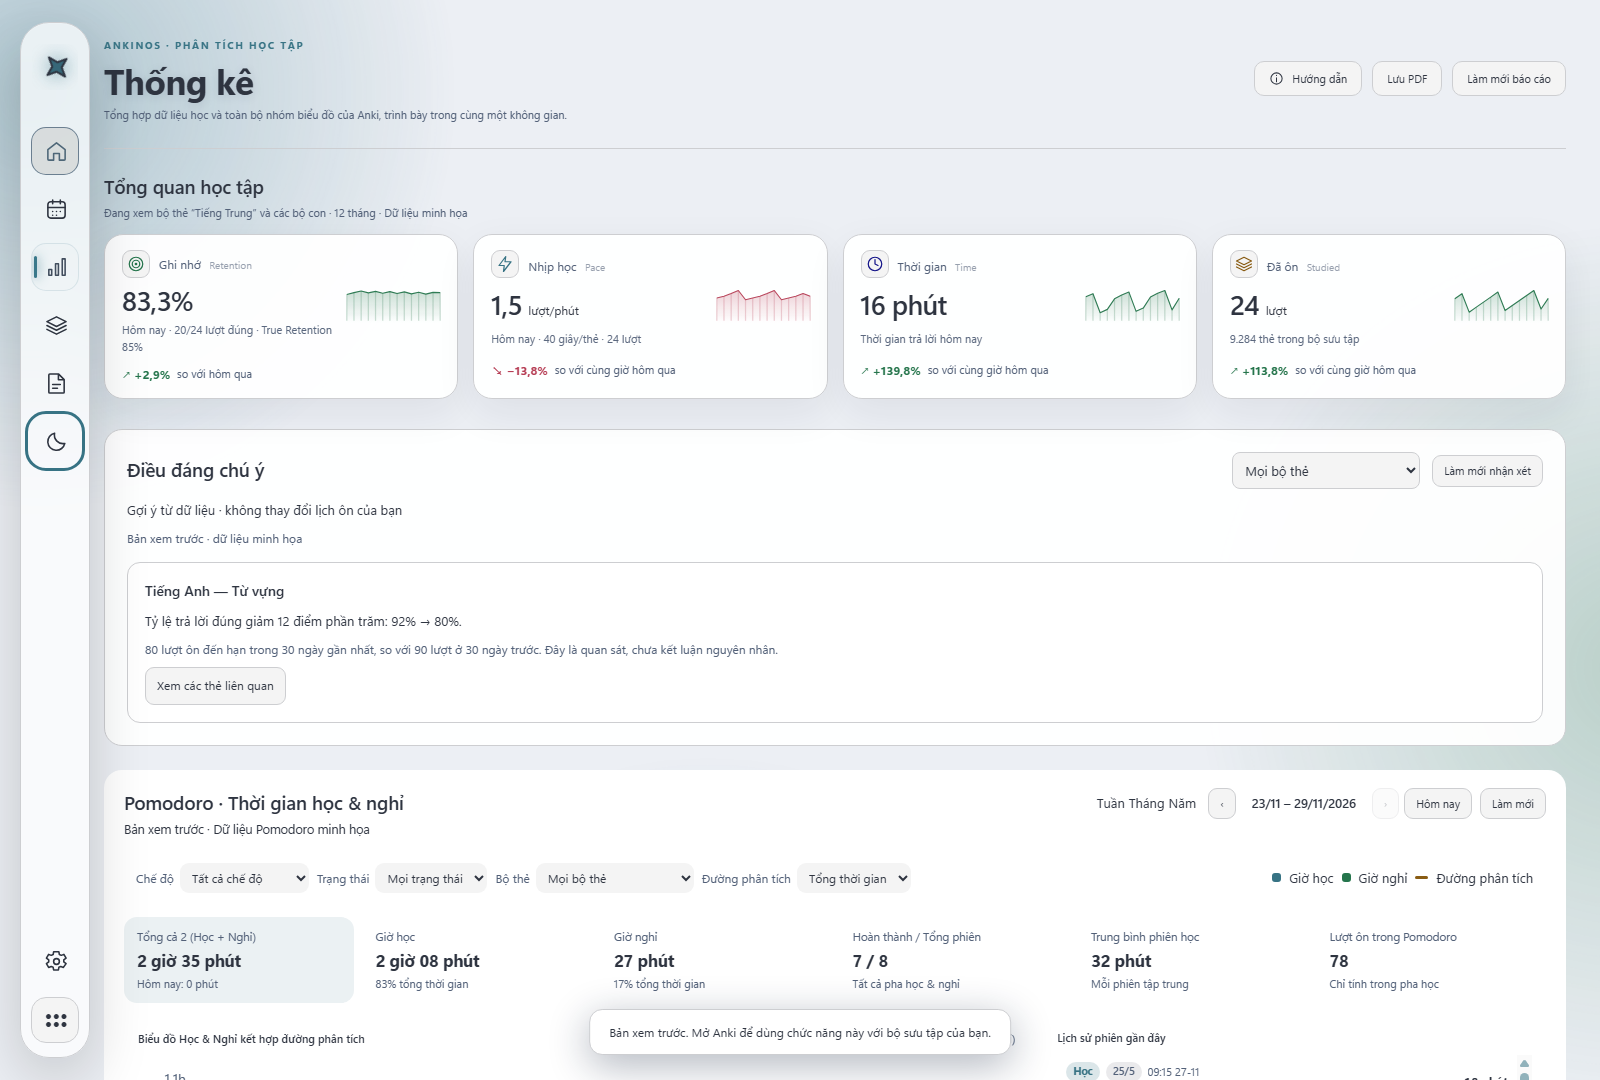 ANKINOS · PHÂN TÍCH HỌC TẬP
Thống kê
Tổng hợp dữ liệu học và toàn bộ nhóm biểu đồ của Anki, trình bày trong cùng một không gian.
Hướng dẫn
Lưu PDF
Làm mới báo cáo
Tổng quan học tập
Đang xem bộ thẻ "Tiếng Trung" và các bộ con · 12 tháng · Dữ liệu minh họa
Ghi nhớ Retention
83,3%
Hôm nay · 20/24 lượt đúng · True Retention
85%
↗ +2,9% so với hôm qua
Nhịp học Pace
1,5 lượt/phút
Hôm nay · 40 giây/thẻ · 24 lượt
↘ −13,8% so với cùng giờ hôm qua
Thời gian Time
16 phút
Thời gian trả lời hôm nay
↗ +139,8% so với cùng giờ hôm qua
Đã ôn Studied
24 lượt
9.284 thẻ trong bộ sưu tập
↗ +113,8% so với cùng giờ hôm qua
Điều đáng chú ý
Mọi bộ thẻ
Làm mới nhận xét
Gợi ý từ dữ liệu · không thay đổi lịch ôn của bạn
Bản xem trước · dữ liệu minh họa
Tiếng Anh — Từ vựng
Tỷ lệ trả lời đúng giảm 12 điểm phần trăm: 92% → 80%.
80 lượt ôn đến hạn trong 30 ngày gần nhất, so với 90 lượt ở 30 ngày trước. Đây là quan sát, chưa kết luận nguyên nhân.
Xem các thẻ liên quan
Pomodoro · Thời gian học & nghỉ
Tuần Tháng Năm
‹
23/11 – 29/11/2026
›
Hôm nay
Làm mới
Bản xem trước · Dữ liệu Pomodoro minh họa
Chế độ Tất cả chế độ
Trạng thái Mọi trạng thái
Bộ thẻ Mọi bộ thẻ
Đường phân tích Tổng thời gian
Giờ học Giờ nghỉ Đường phân tích
Tổng cả 2 (Học + Nghỉ)
2 giờ 35 phút
Hôm nay: 0 phút
Giờ học
2 giờ 08 phút
83% tổng thời gian
Giờ nghỉ
27 phút
17% tổng thời gian
Hoàn thành / Tổng phiên
7 / 8
Tất cả pha học & nghỉ
Trung bình phiên học
32 phút
Mỗi phiên tập trung
Lượt ôn trong Pomodoro
78
Chỉ tính trong pha học
Biểu đồ Học & Nghỉ kết hợp đường phân tích
)
Bản xem trước. Mở Anki để dùng chức năng này với bộ sưu tập của bạn.
Lịch sử phiên gần đây
Học 25/5 09:15 27-11
1.1h